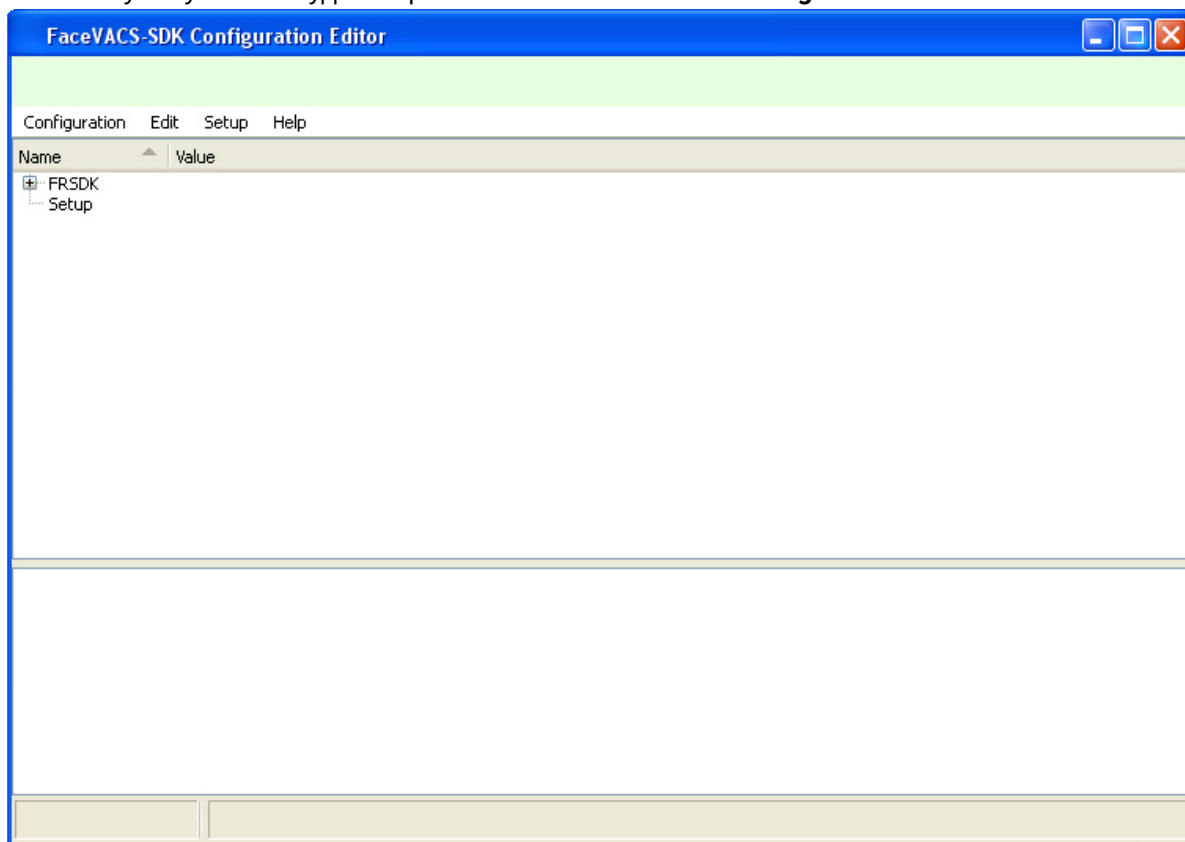 FaceVACS-SDK Configuration Editor
Configuration Edit Setup Help
Name Value
FRSDK
Setup